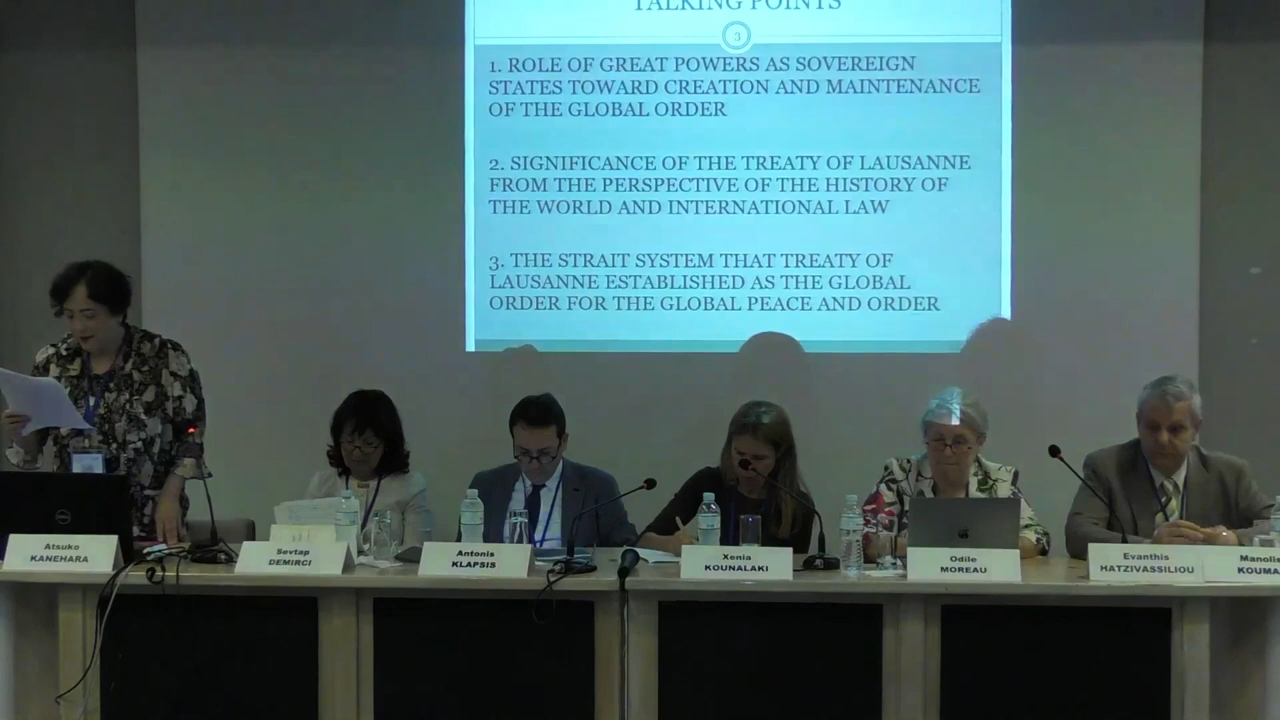 TALKING POINTS
3
1. ROLE OF GREAT POWERS AS SOVEREIGN
STATES TOWARD CREATION AND MAINTENANCE
OF THE GLOBAL ORDER
2. SIGNIFICANCE OF THE TREATY OF LAUSANNE
FROM THE PERSPECTIVE OF THE HISTORY OF
THE WORLD AND INTERNATIONAL LAW
3. THE STRAIT SYSTEM THAT TREATY OF
LAUSANNE ESTABLISHED AS THE GLOBAL
ORDER FOR THE GLOBAL PEACE AND ORDER
DELL
Atsuko
KANEHARA
Sevtap
DEMIRCI
Antonis
KLAPSIS
Xenia
KOUNALAKI
Odile
MOREAU
Evanthis
HATZIVASSILIOU
Manolis
KOUMA